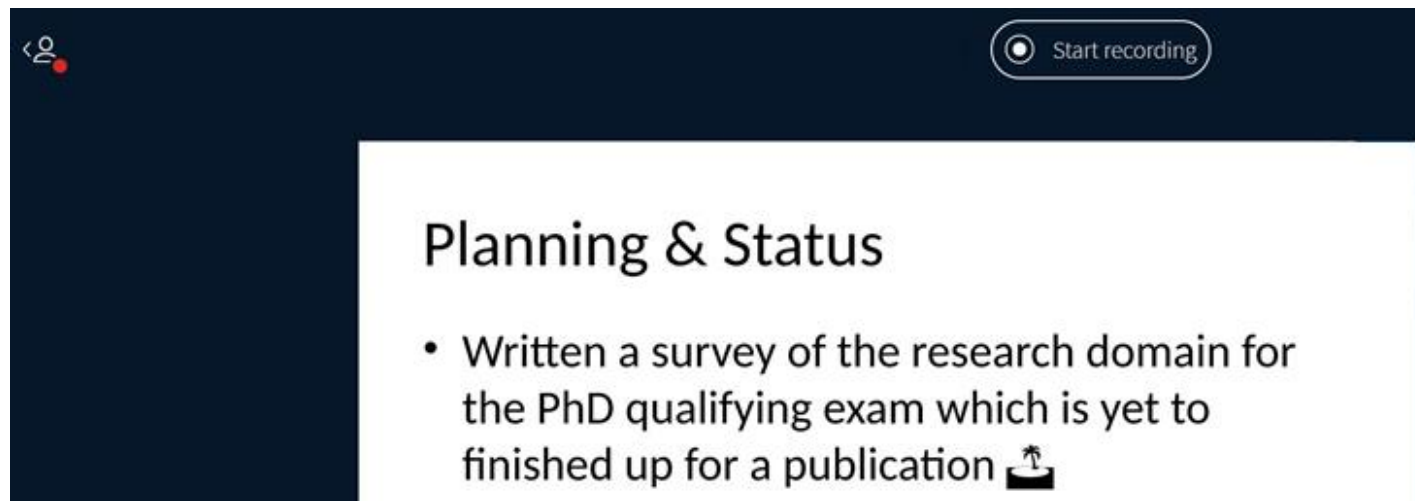 Start recording
Planning & Status
• Written a survey of the research domain for
the PhD qualifying exam which is yet to
finished up for a publication 🏝